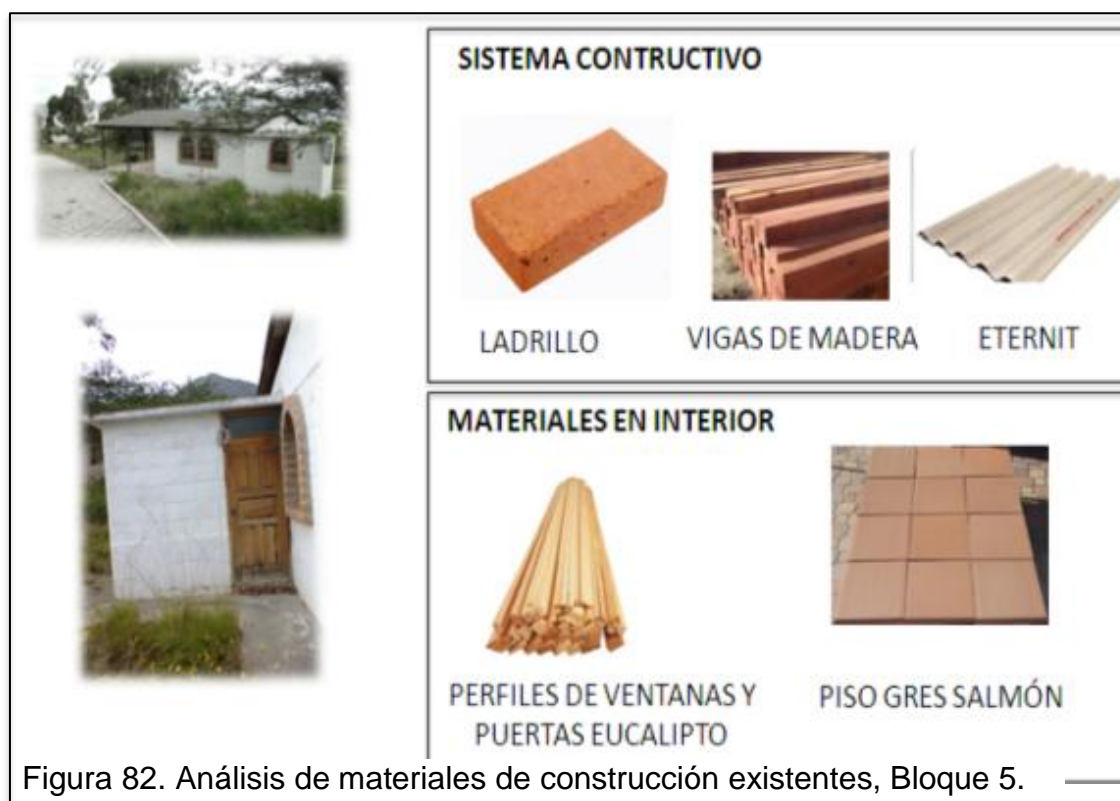 SISTEMA CONTRUCTIVO
LADRILLO
VIGAS DE MADERA
ETERNIT
MATERIALES EN INTERIOR
PERFILES DE VENTANAS Y
PUERTAS EUCALIPTO
PISO GRES SALMÓN
Figura 82. Análisis de materiales de construcción existentes, Bloque 5.